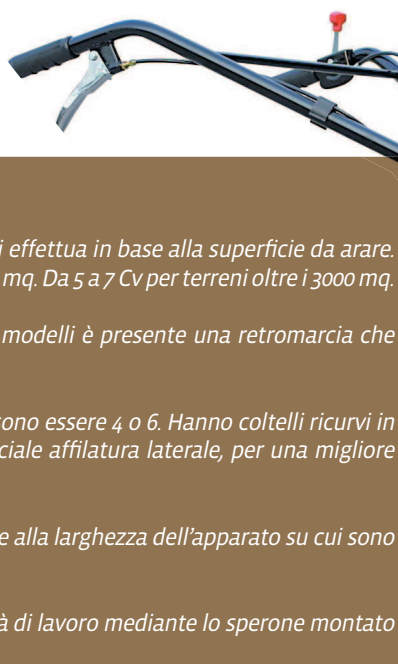 i effettua in base alla superficie da arare.
mq. Da 5 a 7 Cv per terreni oltre i 3000 mq.
modelli è presente una retromarcia che
sono essere 4 o 6. Hanno coltelli ricurvi in
ciale affilatura laterale, per una migliore
e alla larghezza dell'apparato su cui sono
à di lavoro mediante lo sperone montato